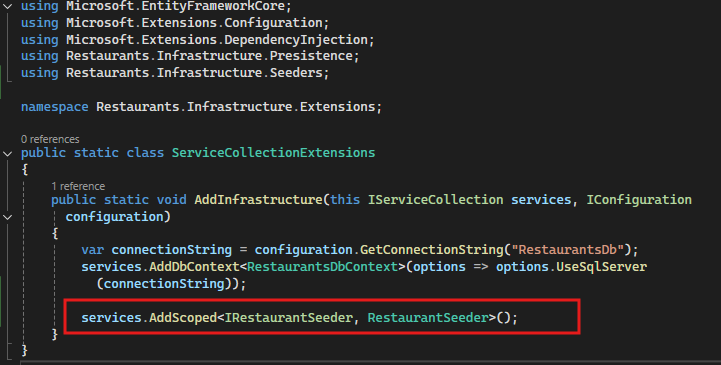 using Microsoft.EntityFrameworkCore;
using Microsoft.Extensions.Configuration;
using Microsoft.Extensions.DependencyInjection;
using Restaurants.Infrastructure.Presistence;
using Restaurants.Infrastructure.Seeders;
namespace Restaurants.Infrastructure.Extensions;
0 references
public static class ServiceCollectionExtensions
{
1 reference
public static void AddInfrastructure(this IServiceCollection services, IConfiguration
configuration)
{
var connectionString = configuration.GetConnectionString("RestaurantsDb");
services.AddDbContext<RestaurantsDbContext>(options => options.UseSqlServer
(connectionString));
services.AddScoped<IRestaurantSeeder, RestaurantSeeder>();
}
}